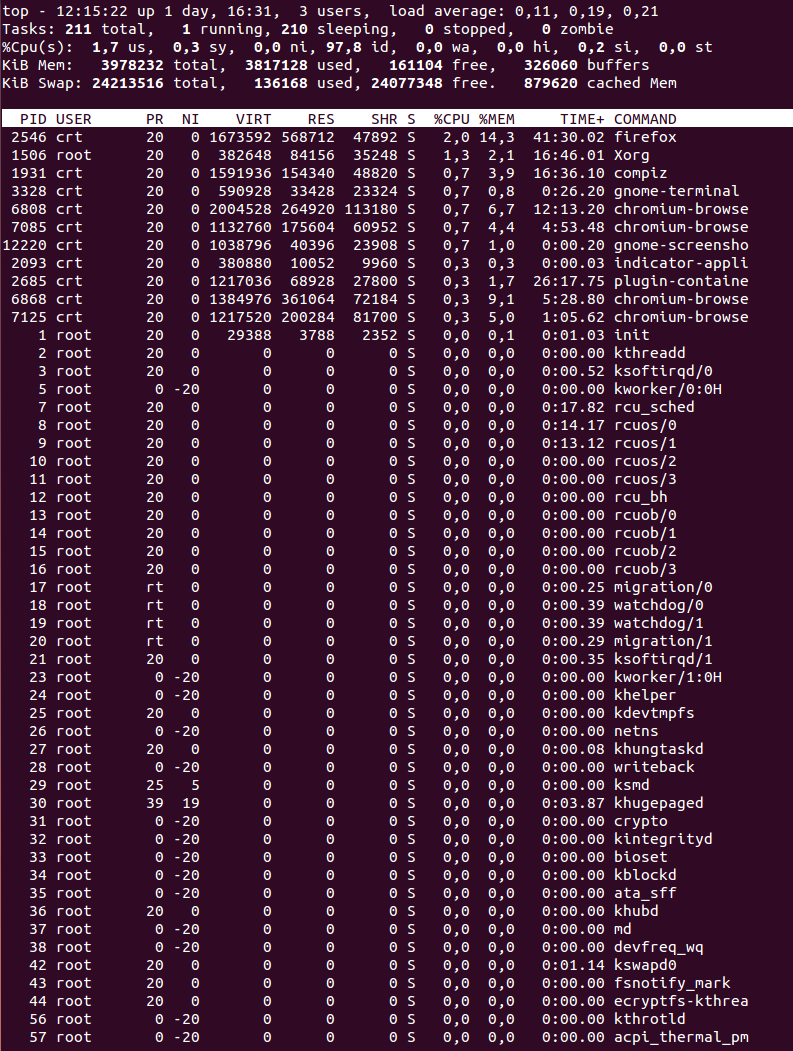 top - 12:15:22 up 1 day, 16:31,  3 users,  load average: 0,11, 0,19, 0,21
Tasks: 211 total,   1 running, 210 sleeping,   0 stopped,   0 zombie
%Cpu(s):  1,7 us,  0,3 sy,  0,0 ni, 97,8 id,  0,0 wa,  0,0 hi,  0,2 si,  0,0 st
KiB Mem:   3978232 total,  3817128 used,   161104 free,   326060 buffers
KiB Swap: 24213516 total,   136168 used, 24077348 free.   879620 cached Mem
  PID USER      PR  NI    VIRT    RES    SHR S  %CPU %MEM     TIME+ COMMAND
 2546 crt       20   0 1673592 568712  47892 S   2,0 14,3  41:30.02 firefox
 1506 root      20   0  382648  84156  35248 S   1,3  2,1  16:46.01 Xorg
 1931 crt       20   0 1591936 154340  48820 S   0,7  3,9  16:36.10 compiz
 3328 crt       20   0  590928  33428  23324 S   0,7  0,8   0:26.20 gnome-terminal
 6808 crt       20   0 2004528 264920 113180 S   0,7  6,7  12:13.20 chromium-browse
 7085 crt       20   0 1132760 175604  60952 S   0,7  4,4   4:53.48 chromium-browse
12220 crt       20   0 1038796  40396  23908 S   0,7  1,0   0:00.20 gnome-screensho
 2093 crt       20   0  380880  10052   9960 S   0,3  0,3   0:00.03 indicator-appli
 2685 crt       20   0 1217036  68928  27800 S   0,3  1,7  26:17.75 plugin-containe
 6868 crt       20   0 1384976 361064  72184 S   0,3  9,1   5:28.80 chromium-browse
 7125 crt       20   0 1217520 200284  81700 S   0,3  5,0   1:05.62 chromium-browse
    1 root      20   0   29388   3788   2352 S   0,0  0,1   0:01.03 init
    2 root      20   0       0      0      0 S   0,0  0,0   0:00.00 kthreadd
    3 root      20   0       0      0      0 S   0,0  0,0   0:00.52 ksoftirqd/0
    5 root       0 -20       0      0      0 S   0,0  0,0   0:00.00 kworker/0:0H
    7 root      20   0       0      0      0 S   0,0  0,0   0:17.82 rcu_sched
    8 root      20   0       0      0      0 S   0,0  0,0   0:14.17 rcuos/0
    9 root      20   0       0      0      0 S   0,0  0,0   0:13.12 rcuos/1
   10 root      20   0       0      0      0 S   0,0  0,0   0:00.00 rcuos/2
   11 root      20   0       0      0      0 S   0,0  0,0   0:00.00 rcuos/3
   12 root      20   0       0      0      0 S   0,0  0,0   0:00.00 rcu_bh
   13 root      20   0       0      0      0 S   0,0  0,0   0:00.00 rcuob/0
   14 root      20   0       0      0      0 S   0,0  0,0   0:00.00 rcuob/1
   15 root      20   0       0      0      0 S   0,0  0,0   0:00.00 rcuob/2
   16 root      20   0       0      0      0 S   0,0  0,0   0:00.00 rcuob/3
   17 root      rt   0       0      0      0 S   0,0  0,0   0:00.25 migration/0
   18 root      rt   0       0      0      0 S   0,0  0,0   0:00.39 watchdog/0
   19 root      rt   0       0      0      0 S   0,0  0,0   0:00.39 watchdog/1
   20 root      rt   0       0      0      0 S   0,0  0,0   0:00.29 migration/1
   21 root      20   0       0      0      0 S   0,0  0,0   0:00.35 ksoftirqd/1
   23 root       0 -20       0      0      0 S   0,0  0,0   0:00.00 kworker/1:0H
   24 root       0 -20       0      0      0 S   0,0  0,0   0:00.00 khelper
   25 root      20   0       0      0      0 S   0,0  0,0   0:00.00 kdevtmpfs
   26 root       0 -20       0      0      0 S   0,0  0,0   0:00.00 netns
   27 root      20   0       0      0      0 S   0,0  0,0   0:00.08 khungtaskd
   28 root       0 -20       0      0      0 S   0,0  0,0   0:00.00 writeback
   29 root      25   5       0      0      0 S   0,0  0,0   0:00.00 ksmd
   30 root      39  19       0      0      0 S   0,0  0,0   0:03.87 khugepaged
   31 root       0 -20       0      0      0 S   0,0  0,0   0:00.00 crypto
   32 root       0 -20       0      0      0 S   0,0  0,0   0:00.00 kintegrityd
   33 root       0 -20       0      0      0 S   0,0  0,0   0:00.00 bioset
   34 root       0 -20       0      0      0 S   0,0  0,0   0:00.00 kblockd
   35 root       0 -20       0      0      0 S   0,0  0,0   0:00.00 ata_sff
   36 root      20   0       0      0      0 S   0,0  0,0   0:00.00 khubd
   37 root       0 -20       0      0      0 S   0,0  0,0   0:00.00 md
   38 root       0 -20       0      0      0 S   0,0  0,0   0:00.00 devfreq_wq
   42 root      20   0       0      0      0 S   0,0  0,0   0:01.14 kswapd0
   43 root      20   0       0      0      0 S   0,0  0,0   0:00.00 fsnotify_mark
   44 root      20   0       0      0      0 S   0,0  0,0   0:00.00 ecryptfs-kthrea
   56 root       0 -20       0      0      0 S   0,0  0,0   0:00.00 kthrotld
   57 root       0 -20       0      0      0 S   0,0  0,0   0:00.00 acpi_thermal_pm